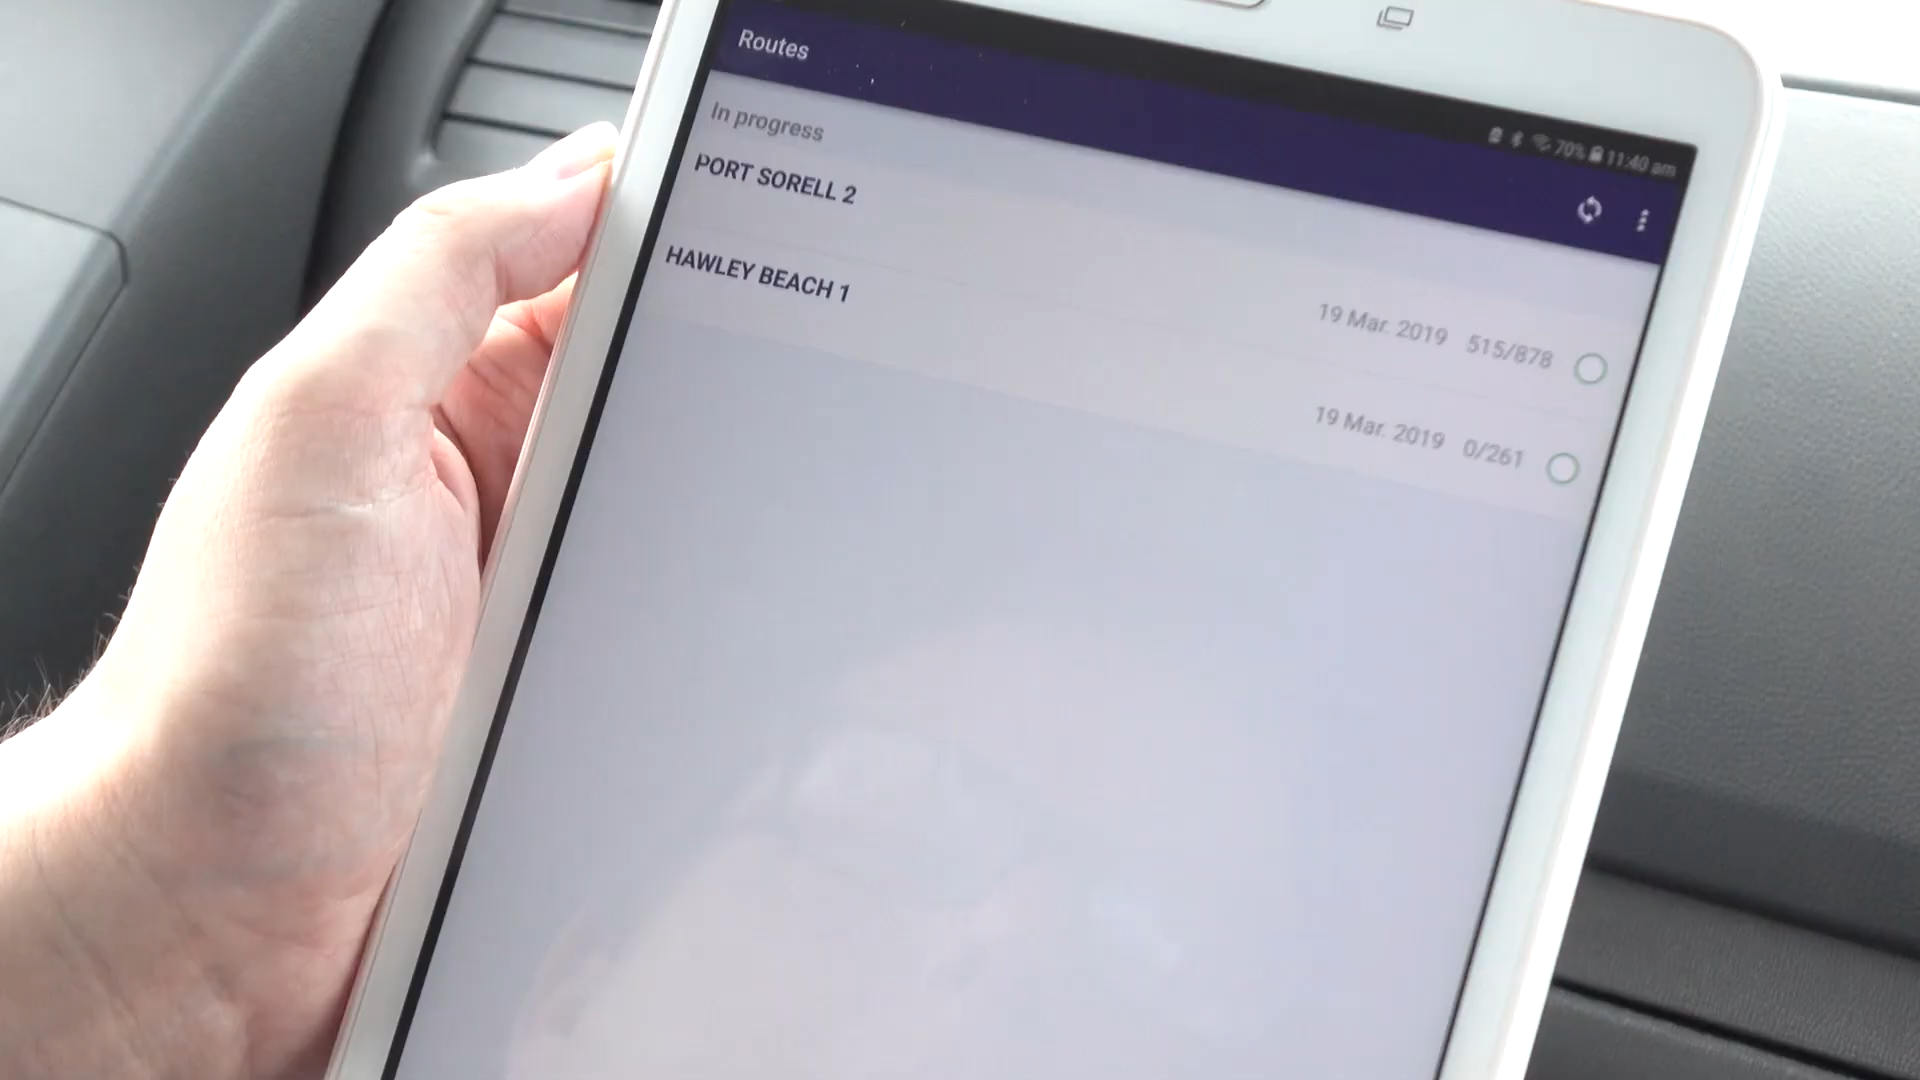 70% 11:40 am
Routes
In progress
PORT SORELL 2
19 Mar. 2019 515/878
HAWLEY BEACH 1
19 Mar. 2019 0/261